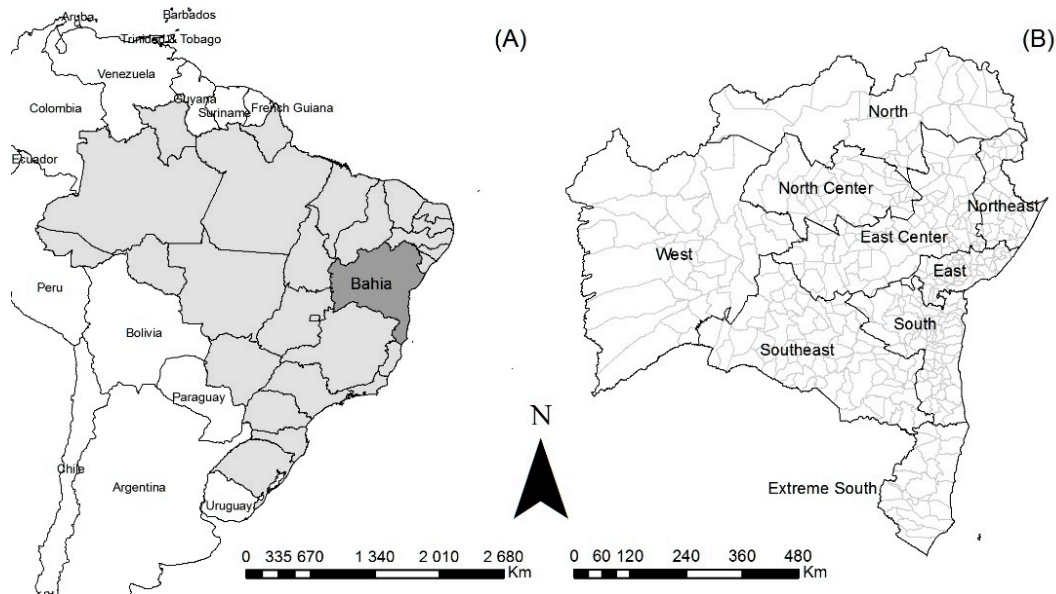 Aruba
Barbados
Trinidad & Tobago
Venezuela
Guyana
Suriname
French Guiana
Colombia
Ecuador
Peru
Bahia
Bolivia
Paraguay
Chile
Argentina
Uruguay
(A)
(B)
North
North Center
Northeast
East Center
West
East
South
Southeast
Extreme South
N
0 335 670 1 340 2 010 2 680
Km
0 60 120 240 360 480
Km